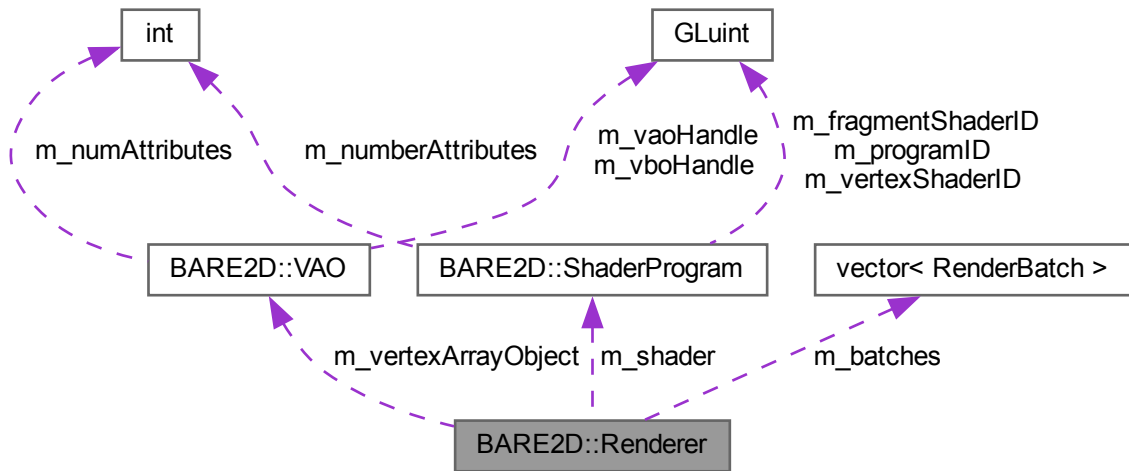 int
GLuint
m_numAttributes
m_numberAttributes
m_vaoHandle
m_vboHandle
m_fragmentShaderID
m_programID
m_vertexShaderID
BARE2D::VAO
BARE2D::ShaderProgram
vector< RenderBatch >
m_vertexArrayObject
m_shader
m_batches
BARE2D::Renderer